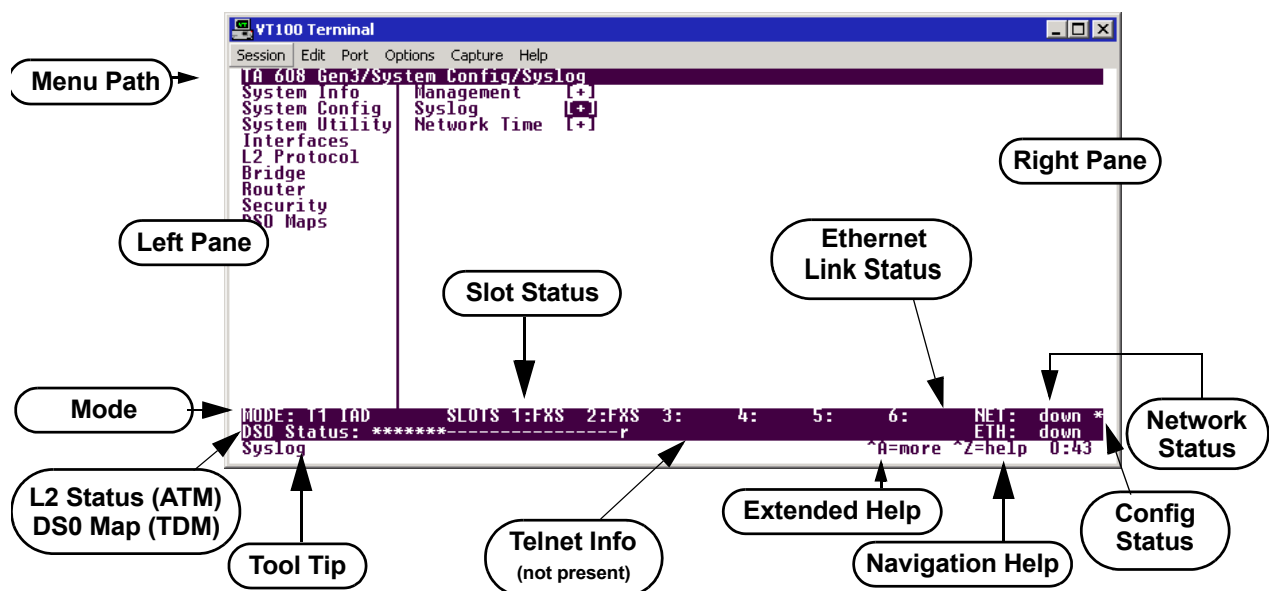 VT100 Terminal
Session Edit Port Options Capture Help
Menu Path
TA 608 Gen3/System Config/Syslog
System Info Management [+]
System Config Syslog [+]
System Utility Network Time [+]
Interfaces
L2 Protocol
Bridge
Router
Security
DS0 Maps
Right Pane
Left Pane
Ethernet
Link Status
Slot Status
Mode
MODE: T1 IAD SLOTS 1:FXS 2:FXS 3: 4: 5: 6: NET: down *
DS0 Status: *******-----------------r ETH: down
Syslog ^A=more ^Z=help 0:43
Network
Status
L2 Status (ATM)
DS0 Map (TDM)
Tool Tip
Telnet Info
(not present)
Extended Help
Navigation Help
Config
Status